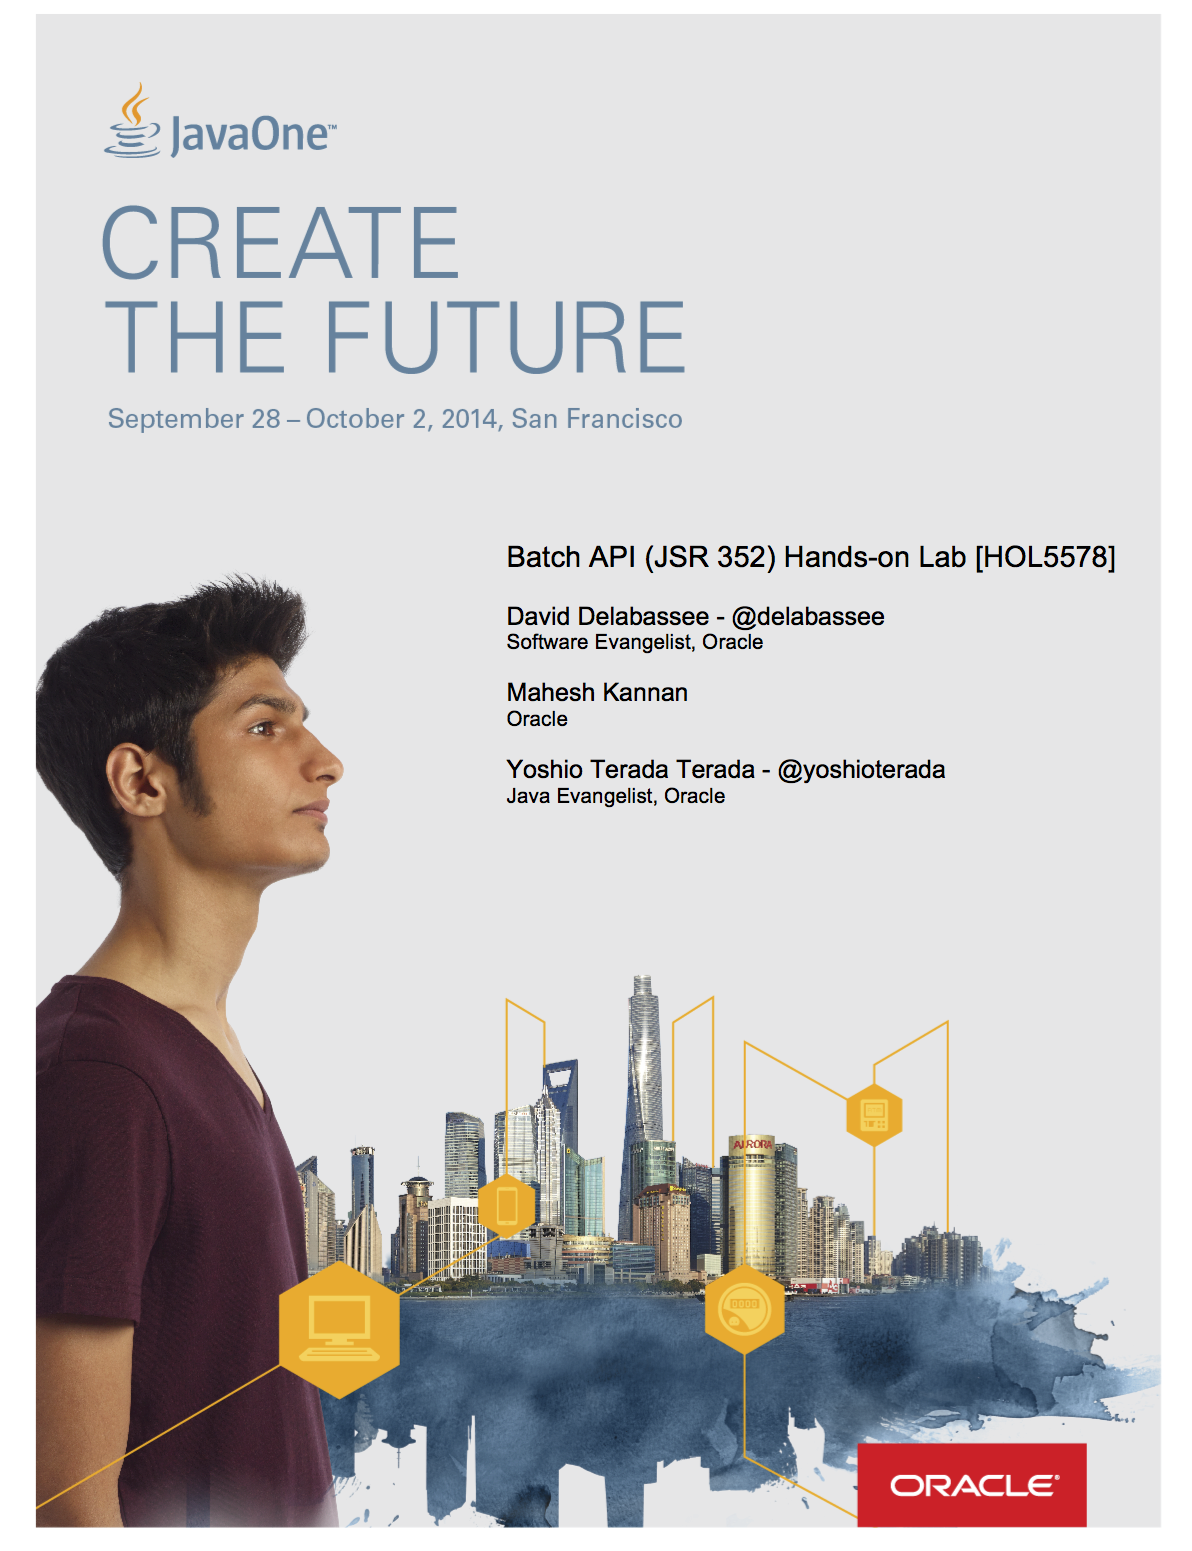 JavaOne™
CREATE
THE FUTURE
September 28 – October 2, 2014, San Francisco
Batch API (JSR 352) Hands-on Lab [HOL5578]
David Delabassee - @delabassee
Software Evangelist, Oracle
Mahesh Kannan
Oracle
Yoshio Terada Terada - @yoshioterada
Java Evangelist, Oracle
AURORA
ORACLE®